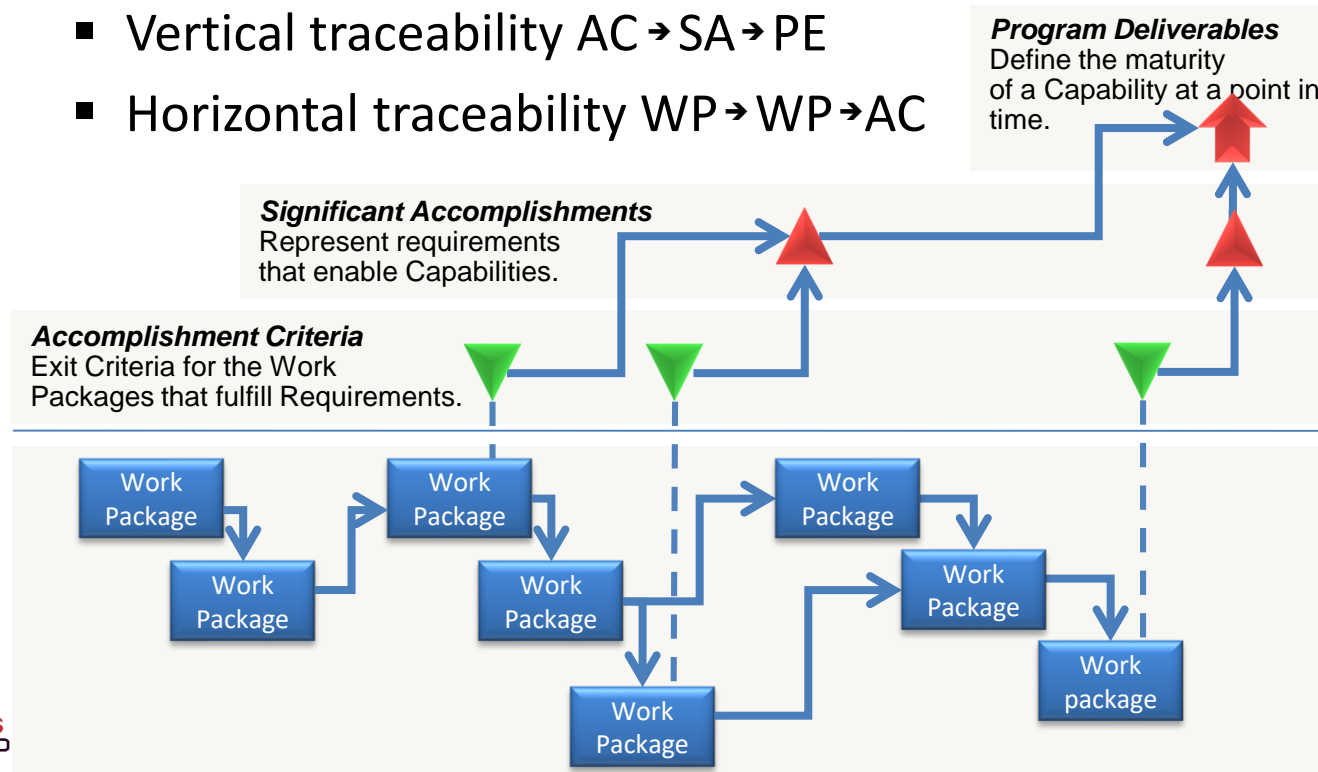 ▪ Vertical traceability AC → SA → PE
▪ Horizontal traceability WP → WP → AC
Program Deliverables
Define the maturity
of a Capability at a point in
time.
Significant Accomplishments
Represent requirements
that enable Capabilities.
Accomplishment Criteria
Exit Criteria for the Work
Packages that fulfill Requirements.
Work
Package
Work
Package
Work
Package
Work
Package
Work
Package
Work
Package
Work
Package
Work
package